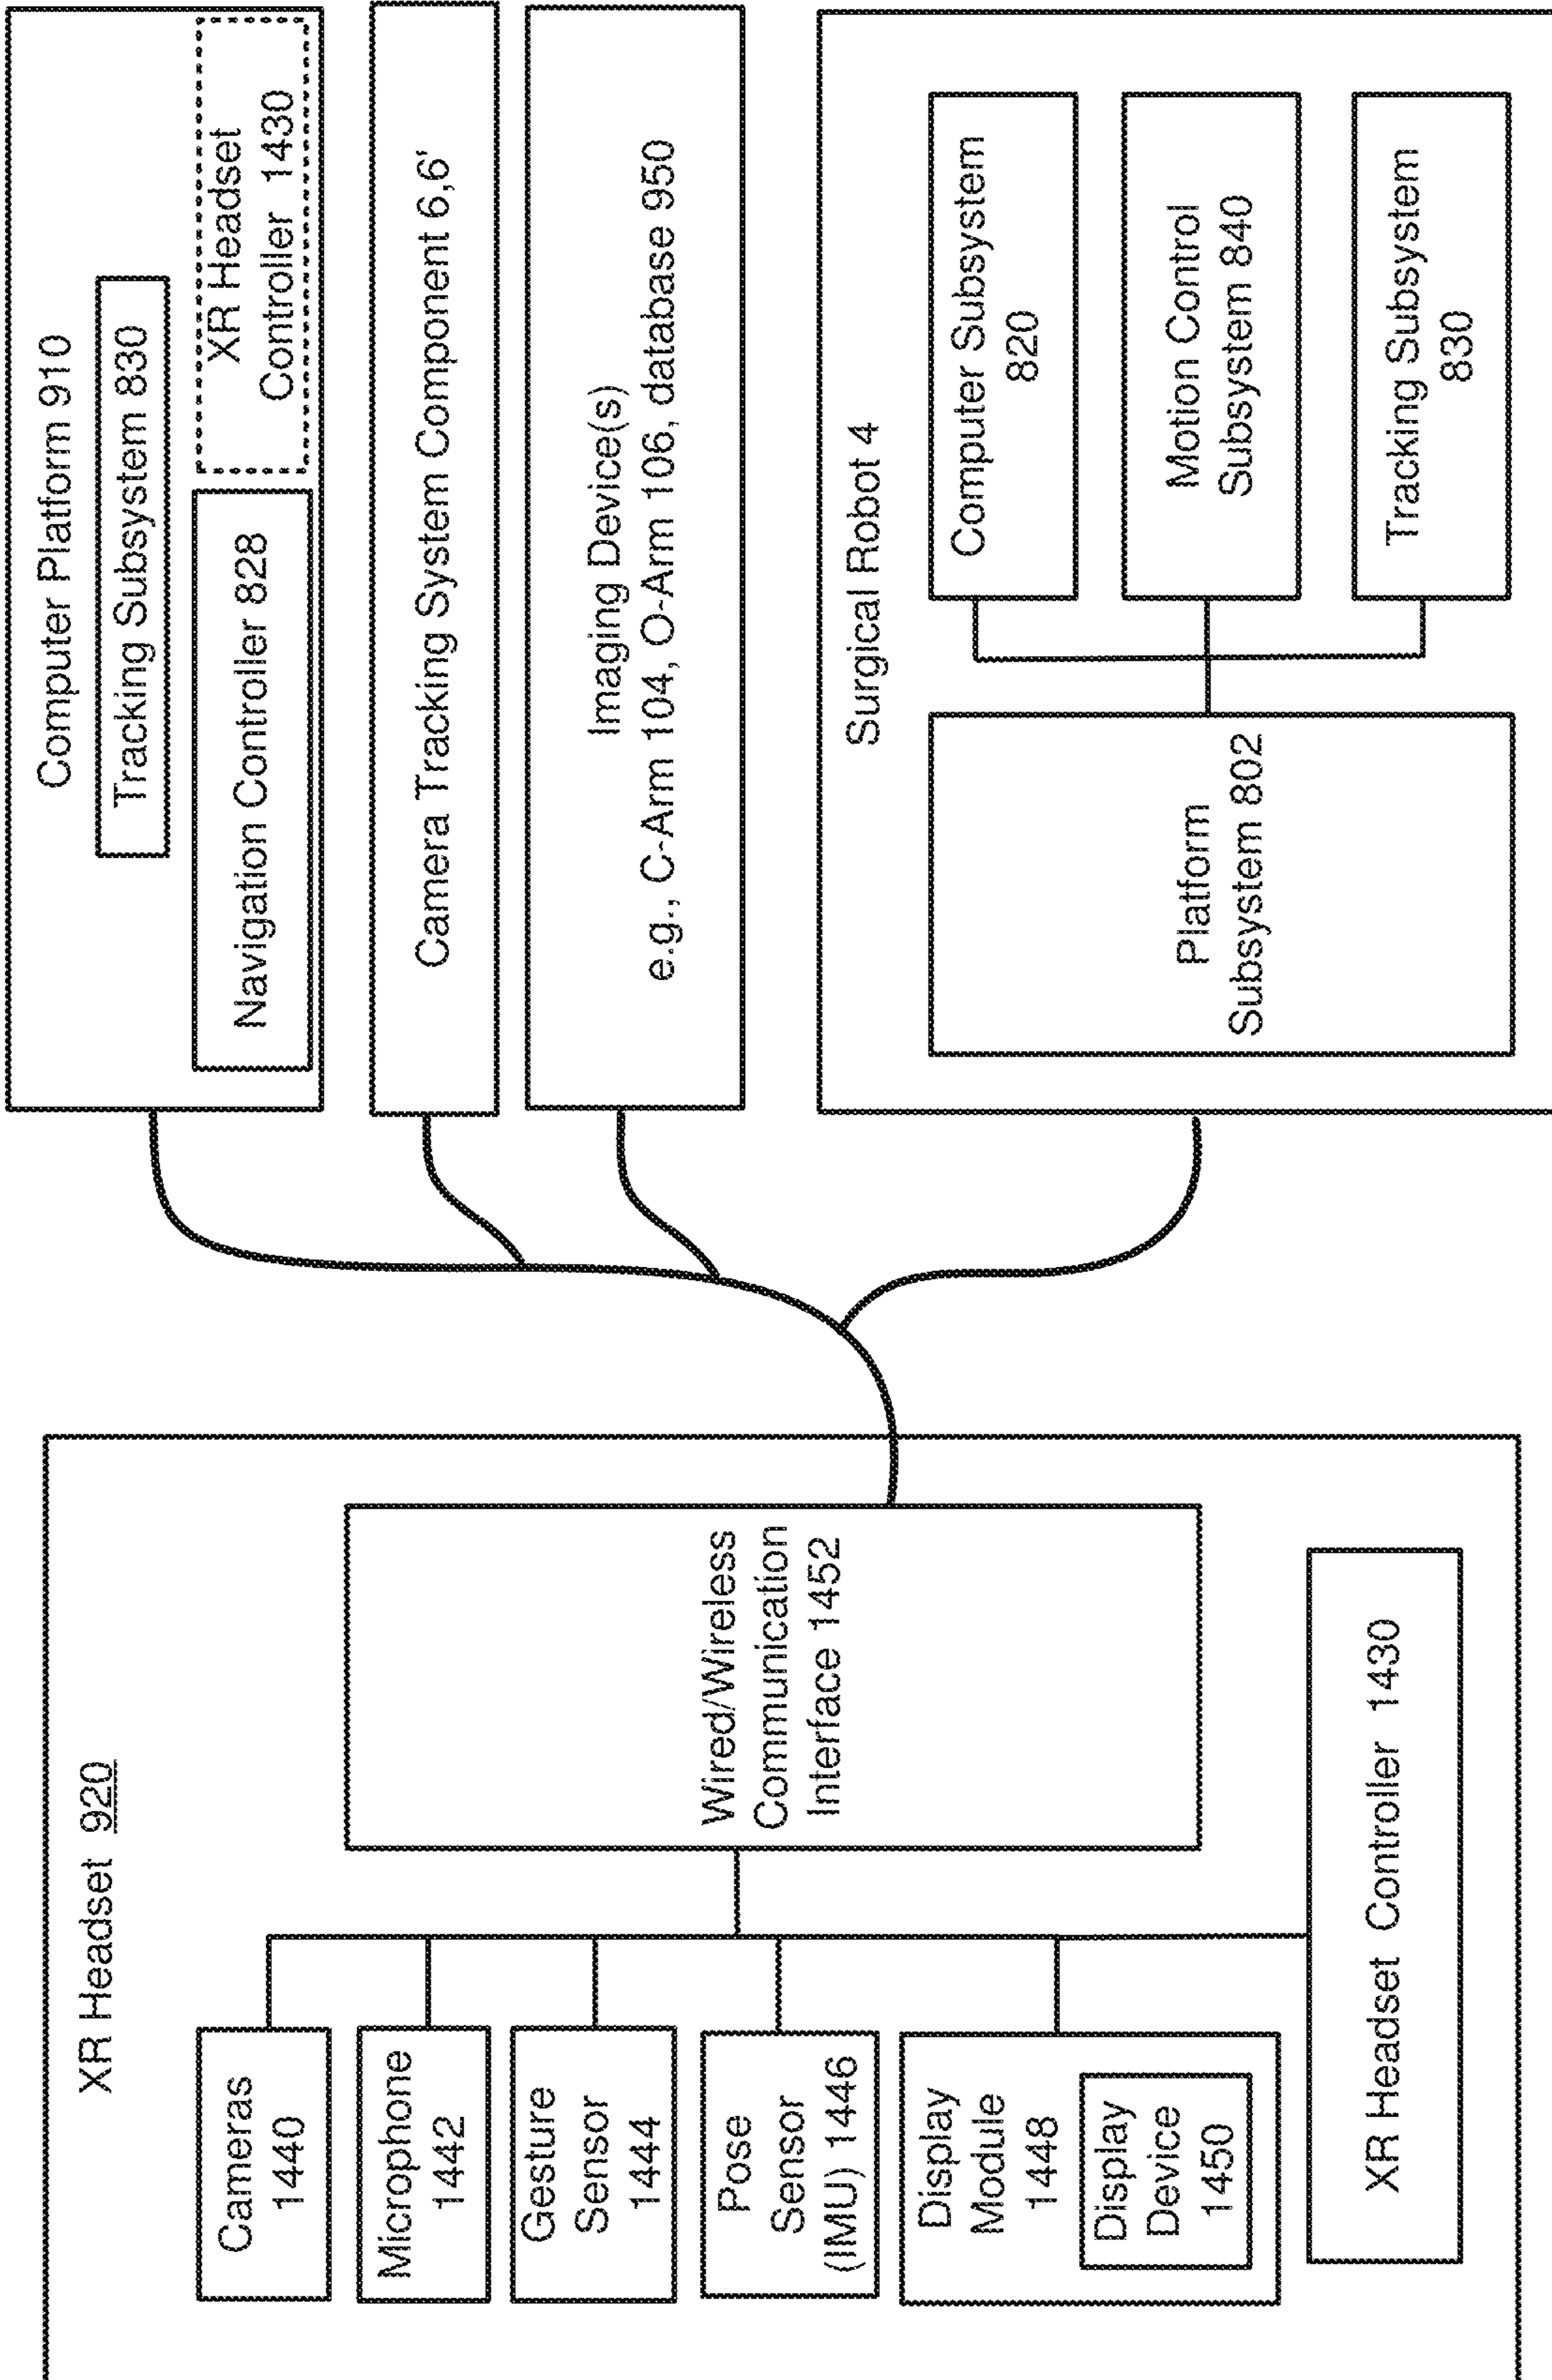 XR Headset 920
Cameras
1440
Microphone
1442
Gesture
Sensor
1444
Pose
Sensor
(IMU) 1446
Display
Module
1448
Display
Device
1450
XR Headset Controller 1430
Wired/Wireless
Communication
Interface 1452
Computer Platform 910
Tracking Subsystem 830
Navigation Controller 828
XR Headset
Controller 1430
Camera Tracking System Component 6,6'
Imaging Device(s)
e.g., C-Arm 104, O-Arm 106, database 950
Surgical Robot 4
Platform
Subsystem 802
Computer Subsystem
820
Motion Control
Subsystem 840
Tracking Subsystem
830